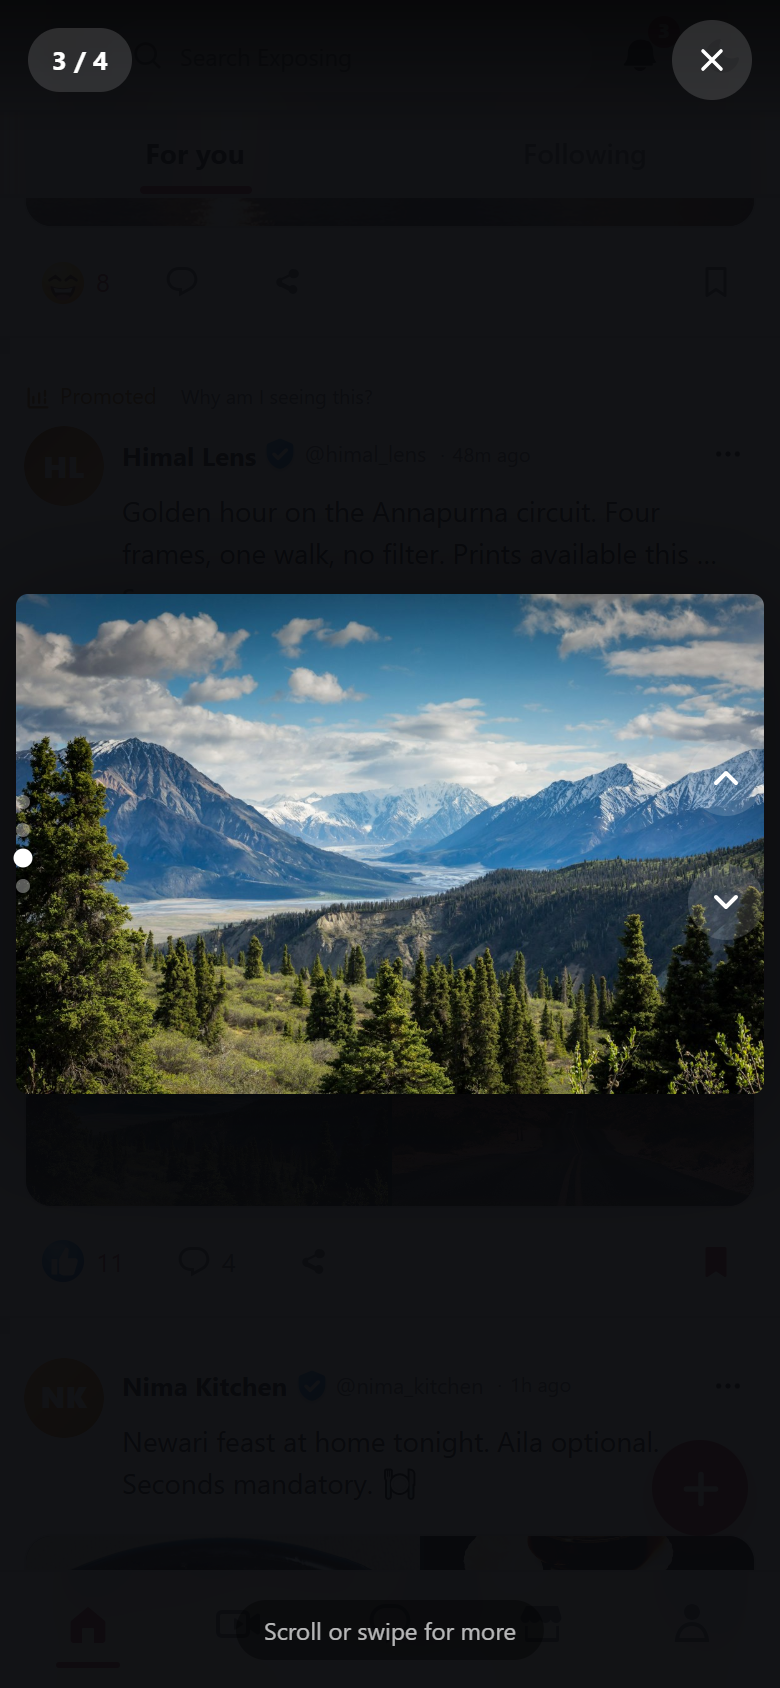 3 / 4
Search Exposing
For you
Following
8
Promoted
Why am I seeing this?
HL
Himal Lens @himal_lens · 48m ago
Golden hour on the Annapurna circuit. Four
frames, one walk, no filter. Prints available this ...
11
4
NK
Nima Kitchen @nima_kitchen · 1h ago
Newari feast at home tonight. Aila optional.
Seconds mandatory.
Scroll or swipe for more